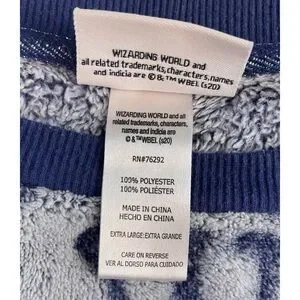 WIZARDING WORLD and
all related trademarks, characters, names
and indicia are © & ™ WBEI. (s20)
WIZARDING WORLD and all
related trademarks, characters,
names and indicia are
© & ™ WBEI. (s20)
RN#76292
100% POLYESTER
100% POLIÉSTER
MADE IN CHINA
HECHO EN CHINA
EXTRA LARGE:EXTRA GRANDE
CARE ON REVERSE
VER AL DORSO PARA CUIDADO